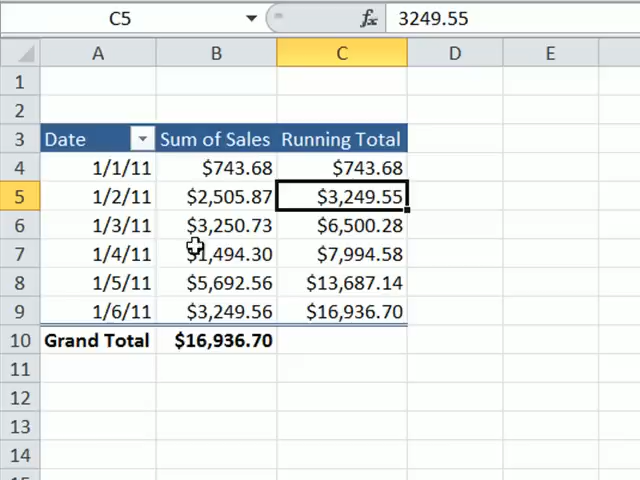 C5 fx 3249.55
A B C D E
1
2
3 Date Sum of Sales Running Total
4 1/1/11 $743.68 $743.68
5 1/2/11 $2,505.87 $3,249.55
6 1/3/11 $3,250.73 $6,500.28
7 1/4/11 $1,494.30 $7,994.58
8 1/5/11 $5,692.56 $13,687.14
9 1/6/11 $3,249.56 $16,936.70
10 Grand Total $16,936.70
11
12
13
14